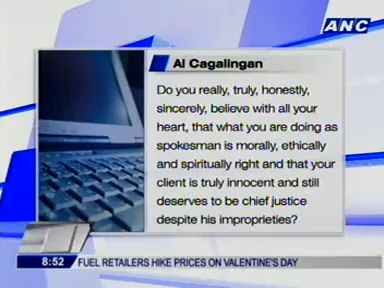 ANC
Al Cagalingan
Do you really, truly, honestly,
sincerely, believe with all your
heart, that what you are doing as
spokesman is morally, ethically
and spiritually right and that your
client is truly innocent and still
deserves to be chief justice
despite his improprieties?
8:52 FUEL RETAILERS HIKE PRICES ON VALENTINE'S DAY